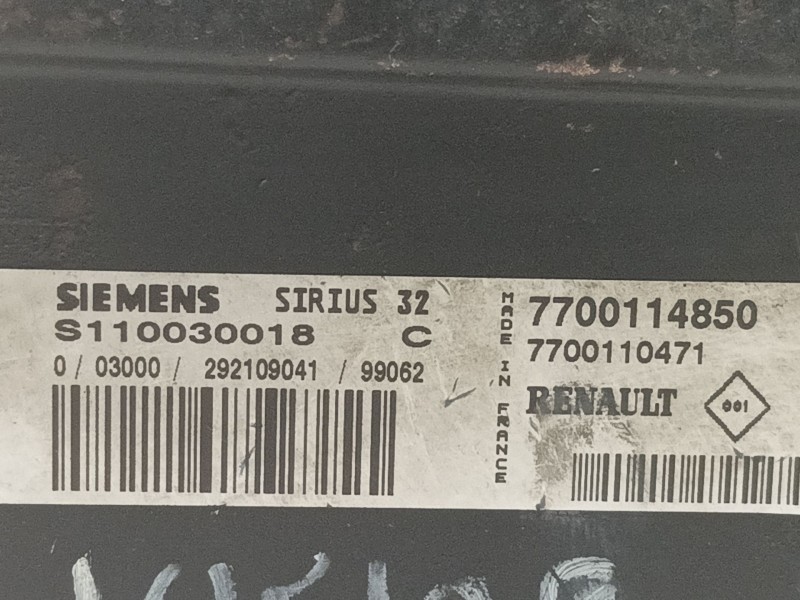 SIEMENS SIRIUS 32
S110030018 C
0 / 03000 / 292109041 / 99062
MADE IN FRANCE
7700114850
7700110471
RENAULT 001